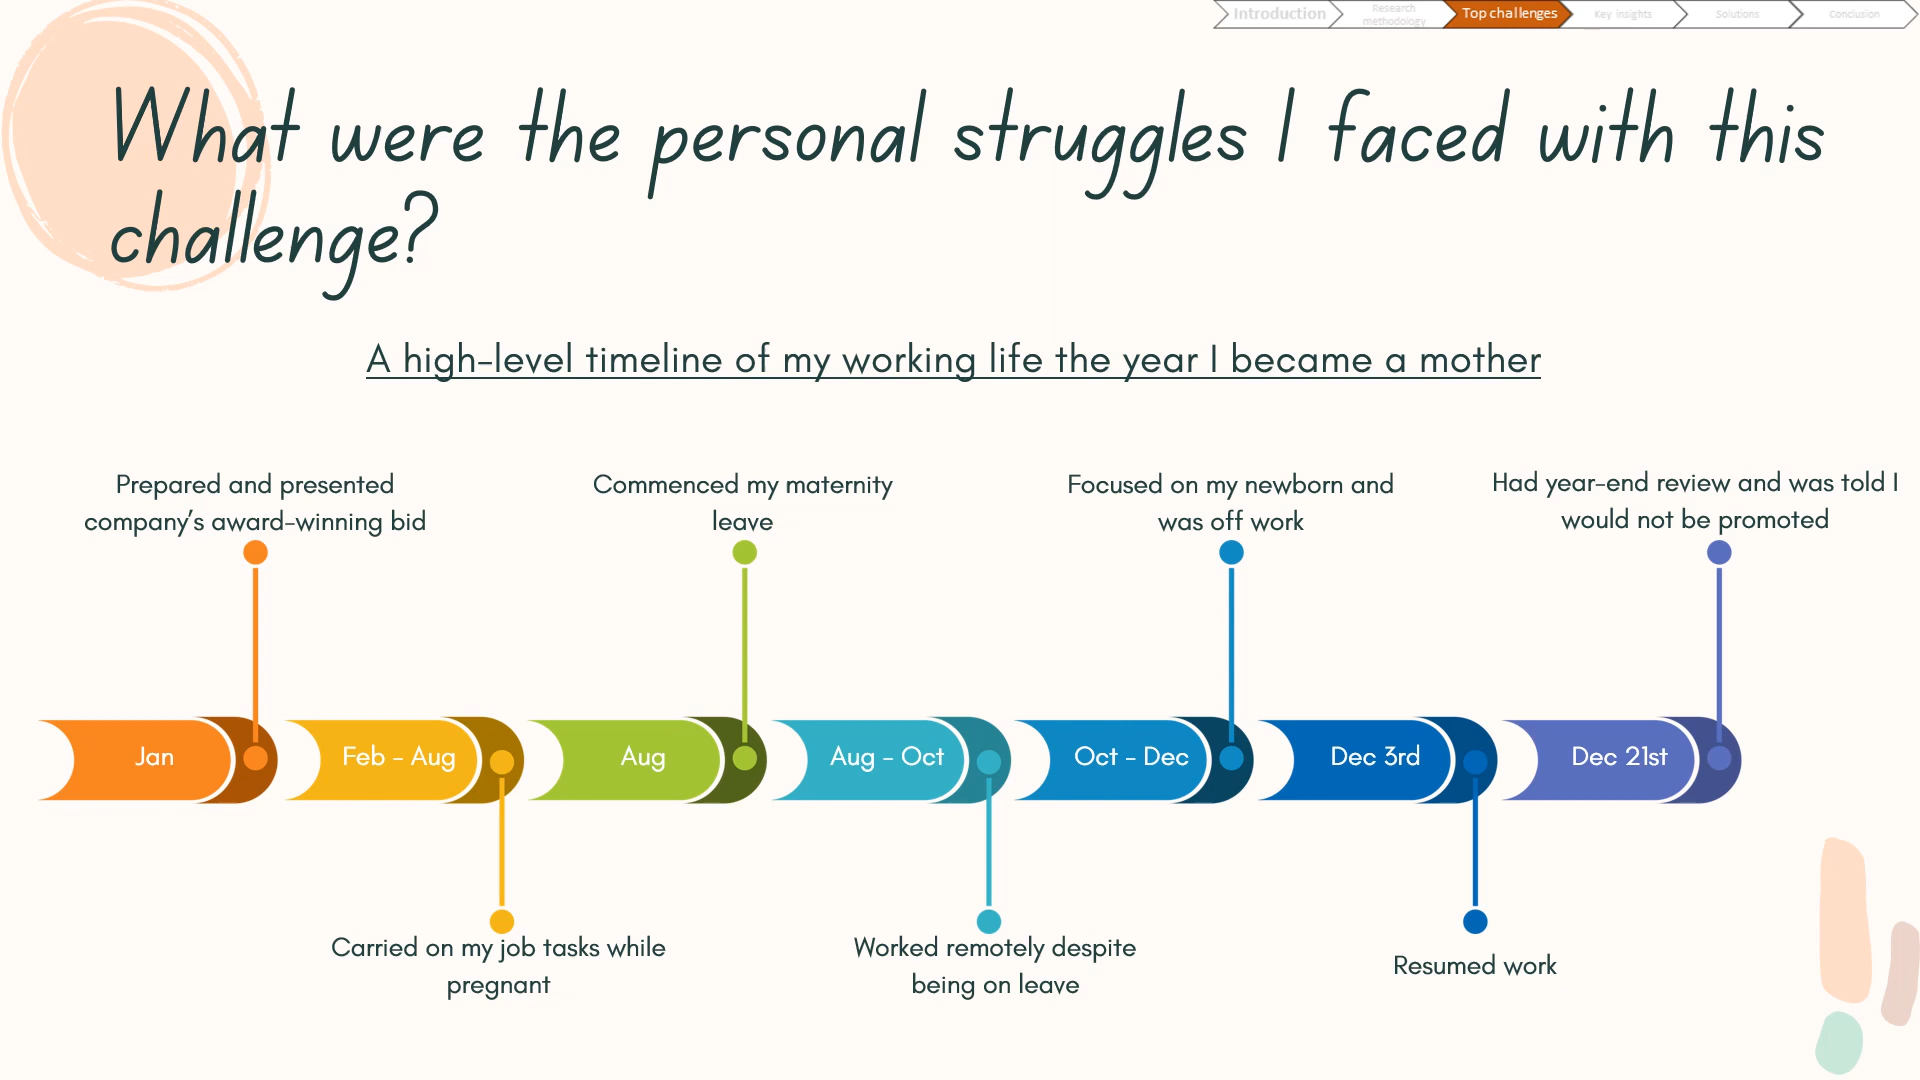 Introduction
Research
methodology
Top challenges
Key insights
Solutions
Conclusion
What were the personal struggles I faced with this
challenge?
A high-level timeline of my working life the year I became a mother
Prepared and presented
company's award-winning bid
Commenced my maternity
leave
Focused on my newborn and
was off work
Had year-end review and was told I
would not be promoted
Jan
Feb - Aug
Aug
Aug - Oct
Oct - Dec
Dec 3rd
Dec 21st
Carried on my job tasks while
pregnant
Worked remotely despite
being on leave
Resumed work